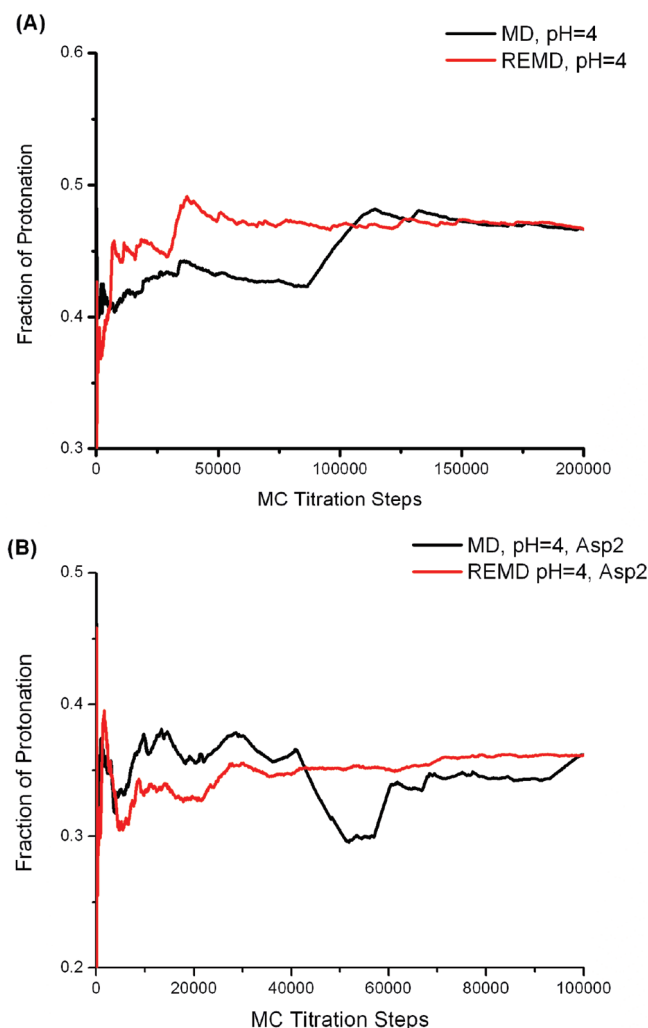 (A)
MD, pH=4
REMD, pH=4
0.6
0.5
0.4
0.3
Fraction of Protonation
0
50000
100000
150000
200000
MC Titration Steps
(B)
MD, pH=4, Asp2
REMD pH=4, Asp2
0.5
0.4
0.3
0.2
Fraction of Protonation
0
20000
40000
60000
80000
100000
MC Titration Steps